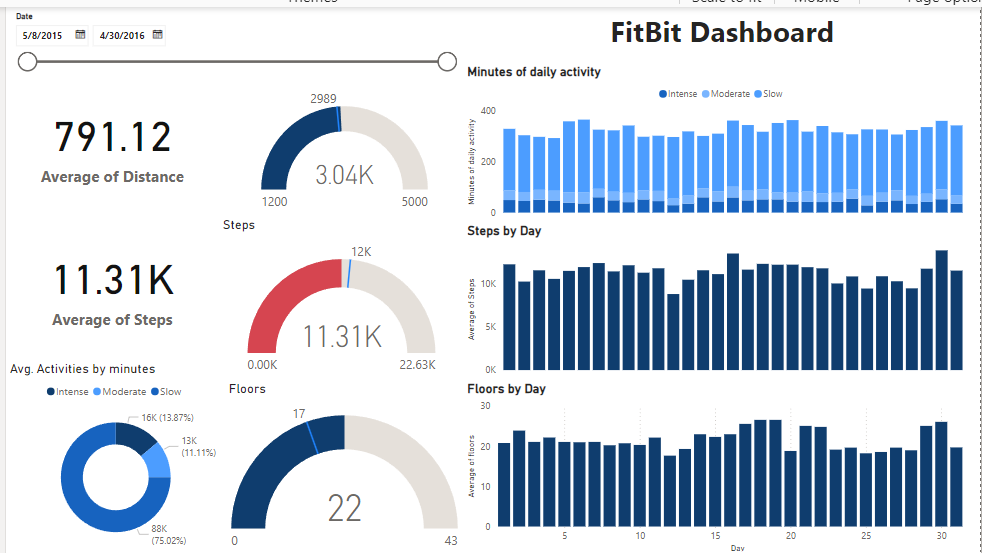 Themes
Scale to fit
Mobile
Page
Date
5/8/2015
4/30/2016
FitBit Dashboard
791.12
Average of Distance
2989
3.04K
1200
5000
Steps
11.31K
Average of Steps
12K
11.31K
0.00K
22.63K
Avg. Activities by minutes
Intense Moderate Slow
16K (13.87%)
13K
(11.11%)
88K
(75.02%)
Floors
17
22
0
43
Minutes of daily activity
Intense Moderate Slow
Minutes of daily activity
400
200
0
Steps by Day
Average of Steps
10K
5K
0K
Floors by Day
Average of floors
30
20
10
0
5
10
15
20
25
30
Day